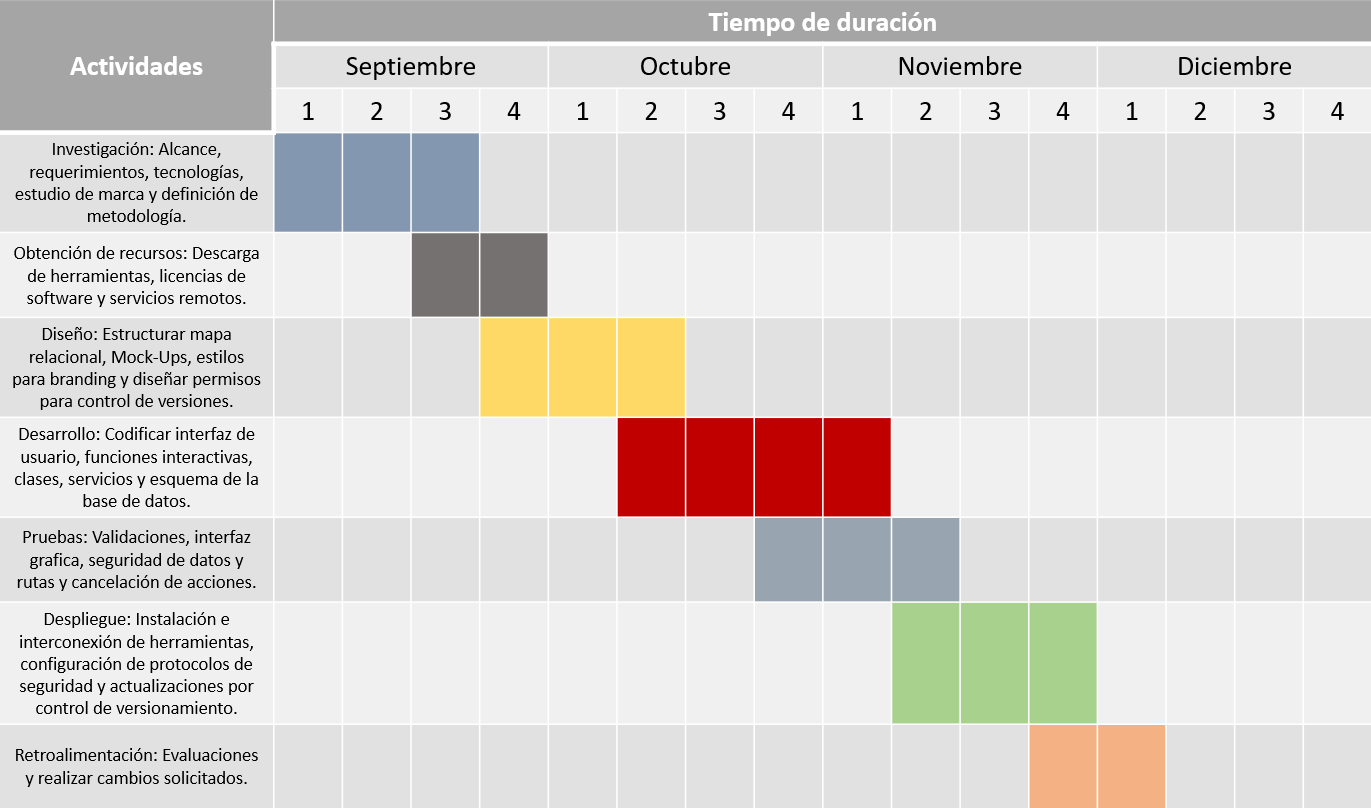 Tiempo de duración
Actividades
Septiembre Octubre Noviembre Diciembre
1 2 3 4 1 2 3 4 1 2 3 4 1 2 3 4
Investigación: Alcance,
requerimientos, tecnologías,
estudio de marca y definición de
metodología.
Obtención de recursos: Descarga
de herramientas, licencias de
software y servicios remotos.
Diseño: Estructurar mapa
relacional, Mock-Ups, estilos
para branding y diseñar permisos
para control de versiones.
Desarrollo: Codificar interfaz de
usuario, funciones interactivas,
clases, servicios y esquema de la
base de datos.
Pruebas: Validaciones, interfaz
grafica, seguridad de datos y
rutas y cancelación de acciones.
Despliegue: Instalación e
interconexión de herramientas,
configuración de protocolos de
seguridad y actualizaciones por
control de versionamiento.
Retroalimentación: Evaluaciones
y realizar cambios solicitados.